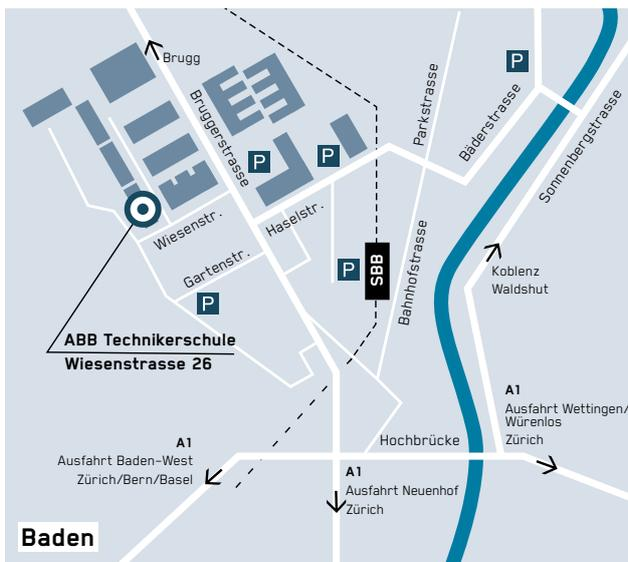 Brugg
P
Bruggerstrasse
Parkstrasse
Bäderstrasse
Sonnenbergstrasse
P
P
Wiesenstr.
Haselstr.
Gartenstr.
P
SBB
Bahnhofstrasse
Koblenz
Waldshut
P
ABB Technikerschule
Wiesenstrasse 26
A1
Ausfahrt Wettingen/
Würenlos
Zürich
Hochbrücke
A1
Ausfahrt Baden-West
Zürich/Bern/Basel
A1
Ausfahrt Neuenhof
Zürich
Baden